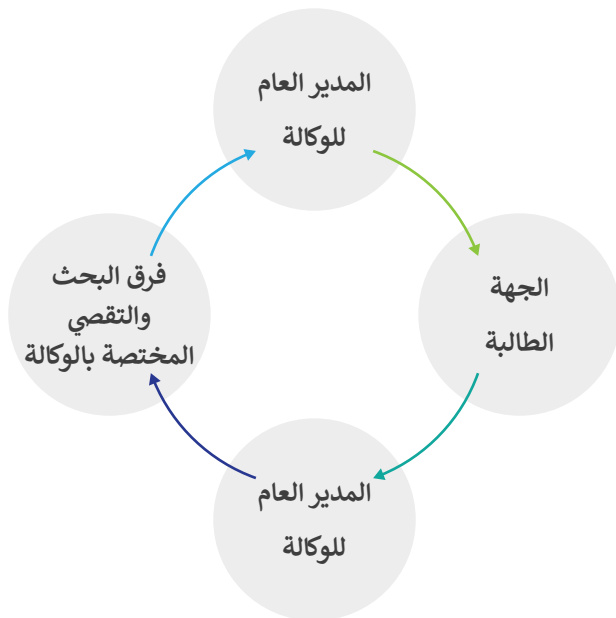 المدير العام
للوكالة
الجهة
الطالبة
المدير العام
للوكالة
فرق البحث
والتقصي
المختصة بالوكالة